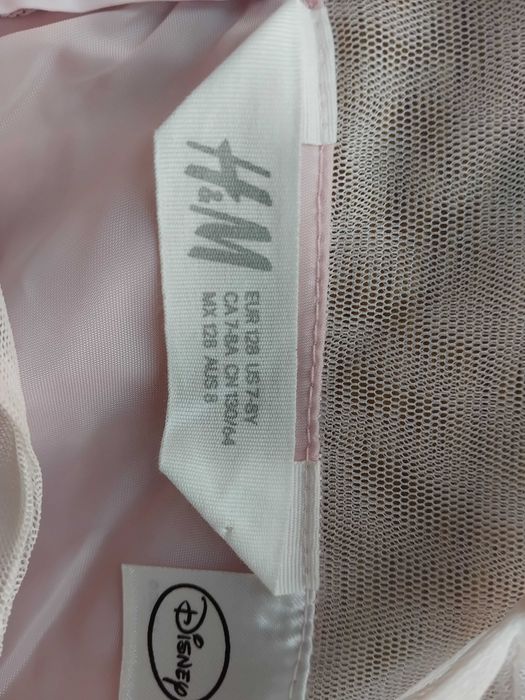 H&M
EUR 128 US 7-8Y
CA 7-8A CN 130/64
MX 128 AUS 8
Disney